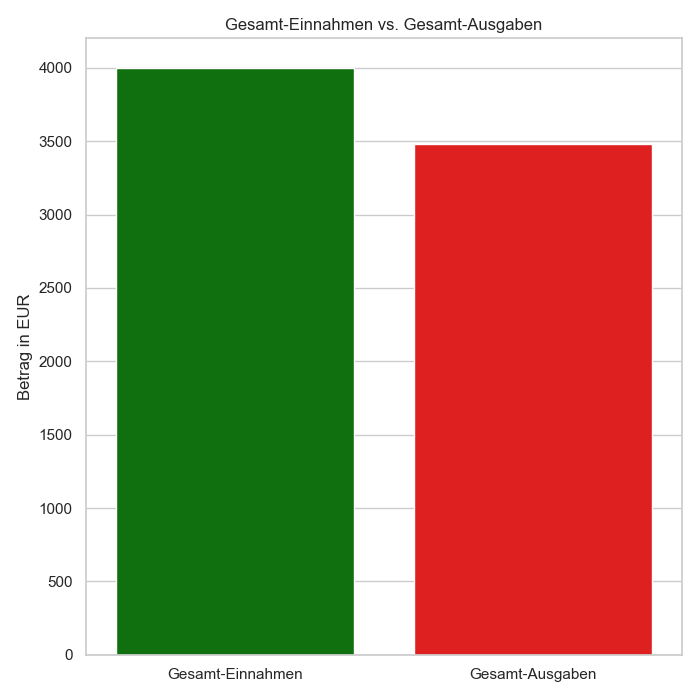 Gesamt-Einnahmen vs. Gesamt-Ausgaben
4000
3500
3000
2500
2000
1500
1000
500
0
Betrag in EUR
Gesamt-Einnahmen
Gesamt-Ausgaben